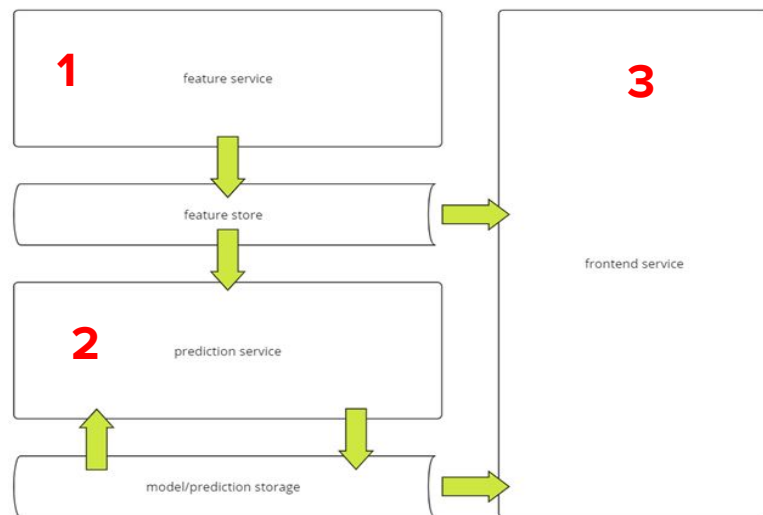 1
feature service
3
feature store
frontend service
2
prediction service
model/prediction storage